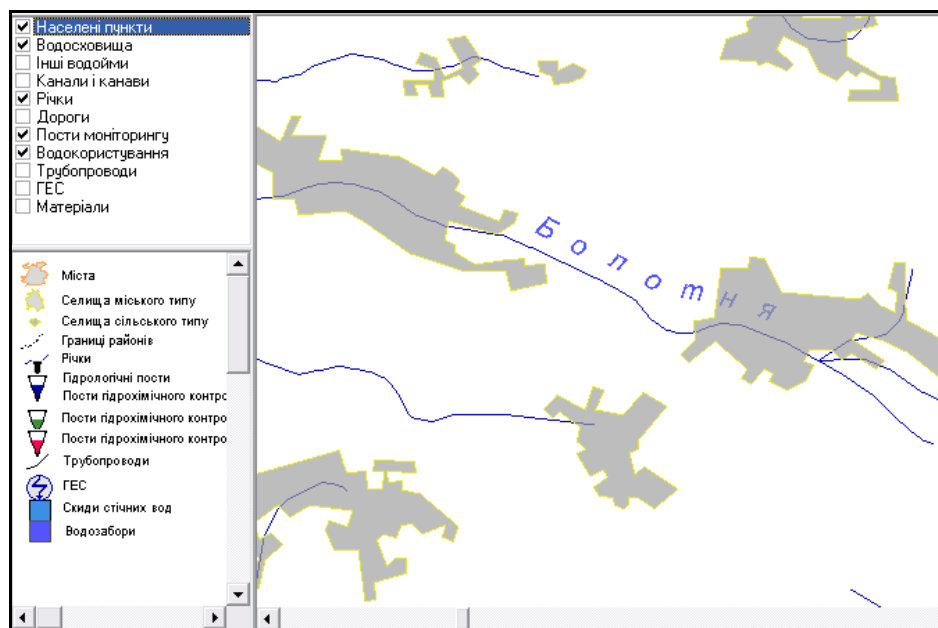 Населені пункти
Водосховища
Інші водойми
Канали і канави
Річки
Дороги
Пости моніторингу
Водокористування
Трубопроводи
ГЕС
Матеріали
Міста
Селища міського типу
Селища сільського типу
Границі районів
Річки
Гідрологічні пости
Пости гідрохімічного контро
Пости гідрохімічного контро
Пости гідрохімічного контро
Трубопроводи
ГЕС
Скиди стічних вод
Водозабори
Болотня